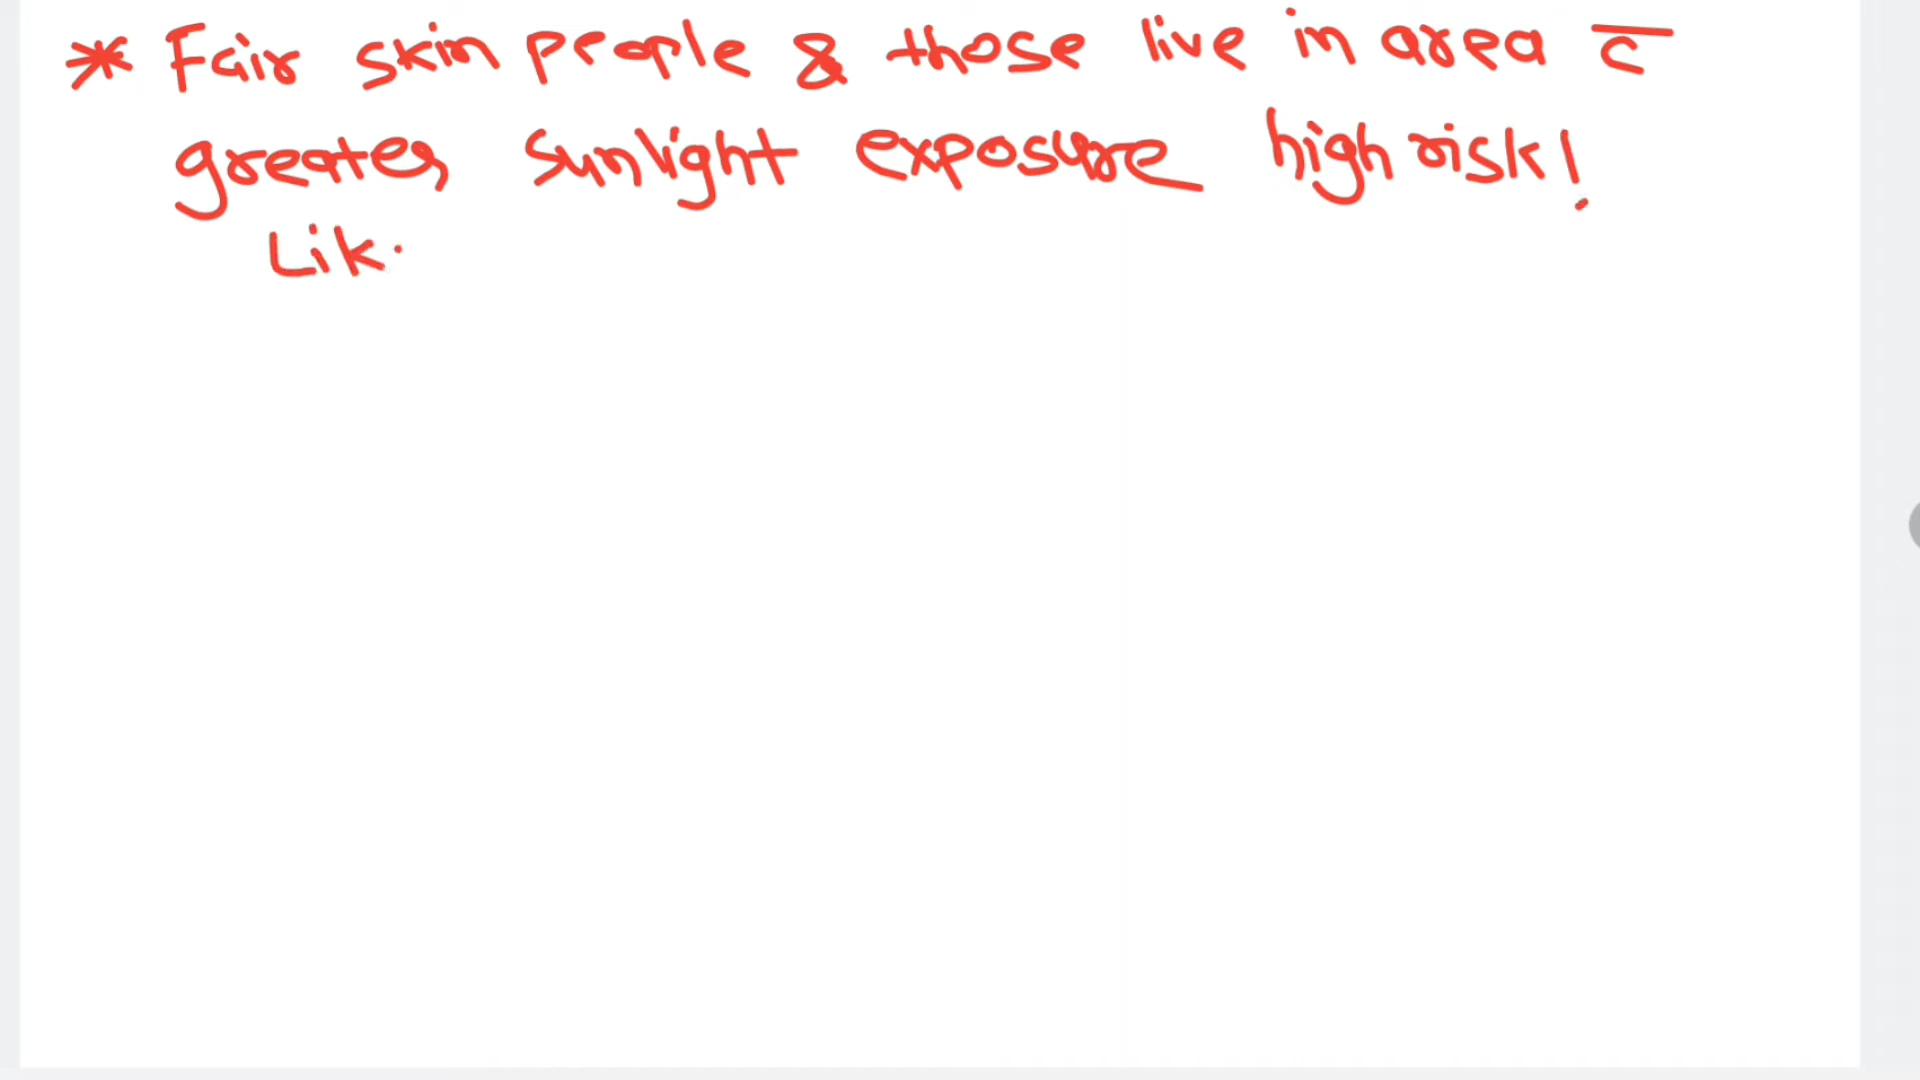 * Fair skin people & those live in area c̅
greater sunlight exposure high risk!
Lik.